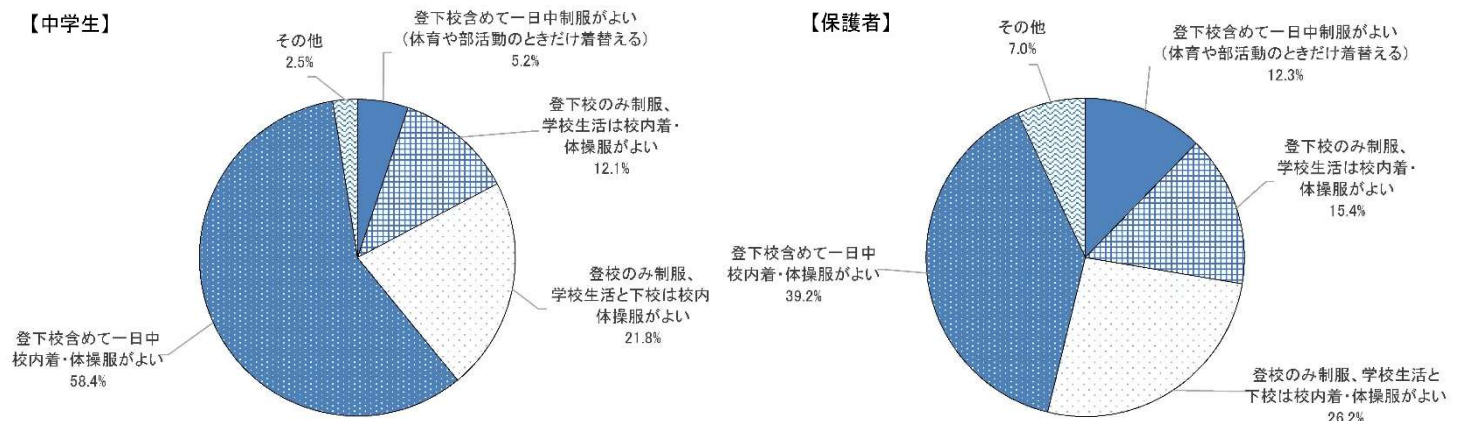 【中学生】
その他
2.5%
登下校含めて一日中制服がよい
(体育や部活動のときだけ着替える)
5.2%
登下校のみ制服、
学校生活は校内着・
体操服がよい
12.1%
登校のみ制服、
学校生活と下校は校内
体操服がよい
21.8%
登下校含めて一日中
校内着・体操服がよい
58.4%
【保護者】
その他
7.0%
登下校含めて一日中制服がよい
(体育や部活動のときだけ着替える)
12.3%
登下校のみ制服、
学校生活は校内着・
体操服がよい
15.4%
登下校含めて一日中
校内着・体操服がよい
39.2%
登校のみ制服、学校生活と
下校は校内着・体操服がよい
26.2%